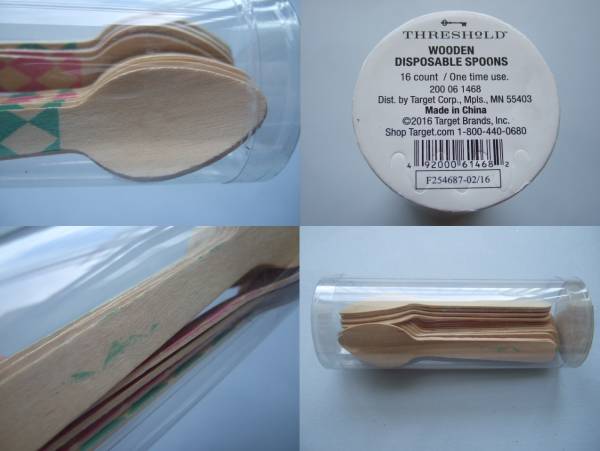 THRESHOLD™
WOODEN
DISPOSABLE SPOONS
16 count / One time use.
200 06 1468
Dist. by Target Corp., Mpls., MN 55403
Made in China
©2016 Target Brands, Inc.
Shop Target.com 1-800-440-0680
4 92000 61468 2
F254687-02/16